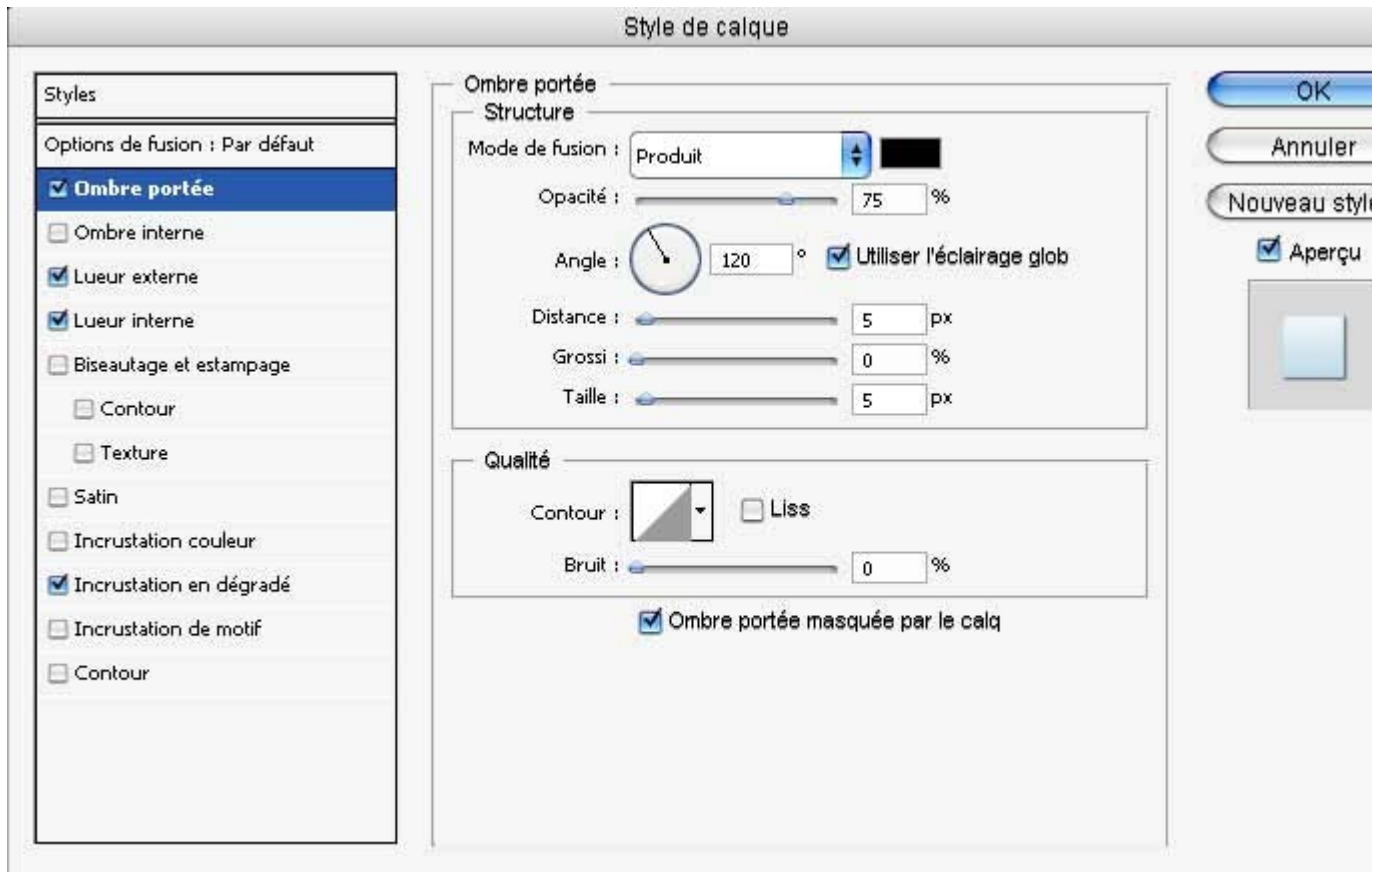 Style de calque
Styles
Options de fusion : Par défaut
Ombre portée
Ombre interne
Lueur externe
Lueur interne
Biseautage et estampage
Contour
Texture
Satin
Incrustation couleur
Incrustation en dégradé
Incrustation de motif
Contour
Ombre portée
Structure
Mode de fusion : Produit
Opacité : 75 %
Angle : 120 ° Utiliser l'éclairage glob
Distance : 5 px
Grossi : 0 %
Taille : 5 px
Qualité
Contour : Liss
Bruit : 0 %
Ombre portée masquée par le calq
OK
Annuler
Nouveau style
Aperçu